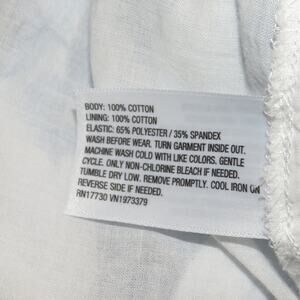 BODY: 100% COTTON
LINING: 100% COTTON
ELASTIC: 65% POLYESTER / 35% SPANDEX
WASH BEFORE WEAR. TURN GARMENT INSIDE OUT.
MACHINE WASH COLD WITH LIKE COLORS. GENTLE
CYCLE. ONLY NON-CHLORINE BLEACH IF NEEDED.
TUMBLE DRY LOW. REMOVE PROMPTLY. COOL IRON ON
REVERSE SIDE IF NEEDED.
RN17730 VN1973379